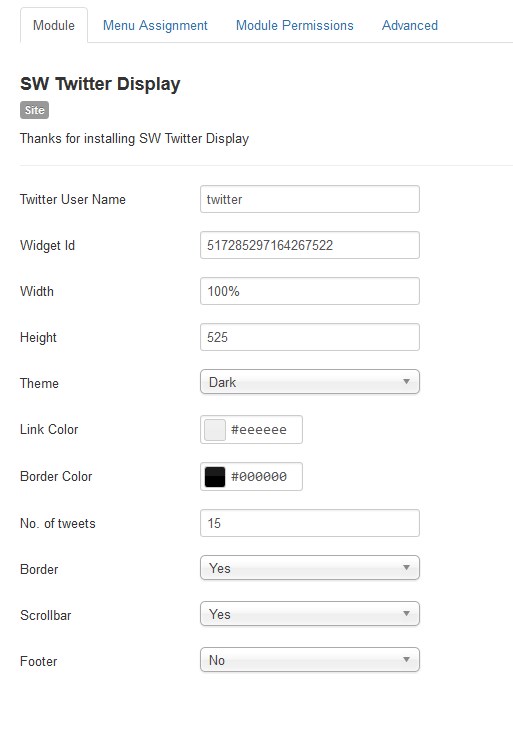 Module Menu Assignment Module Permissions Advanced
SW Twitter Display
Site
Thanks for installing SW Twitter Display
Twitter User Name twitter
Widget Id 517285297164267522
Width 100%
Height 525
Theme Dark
Link Color #eeeeee
Border Color #000000
No. of tweets 15
Border Yes
Scrollbar Yes
Footer No